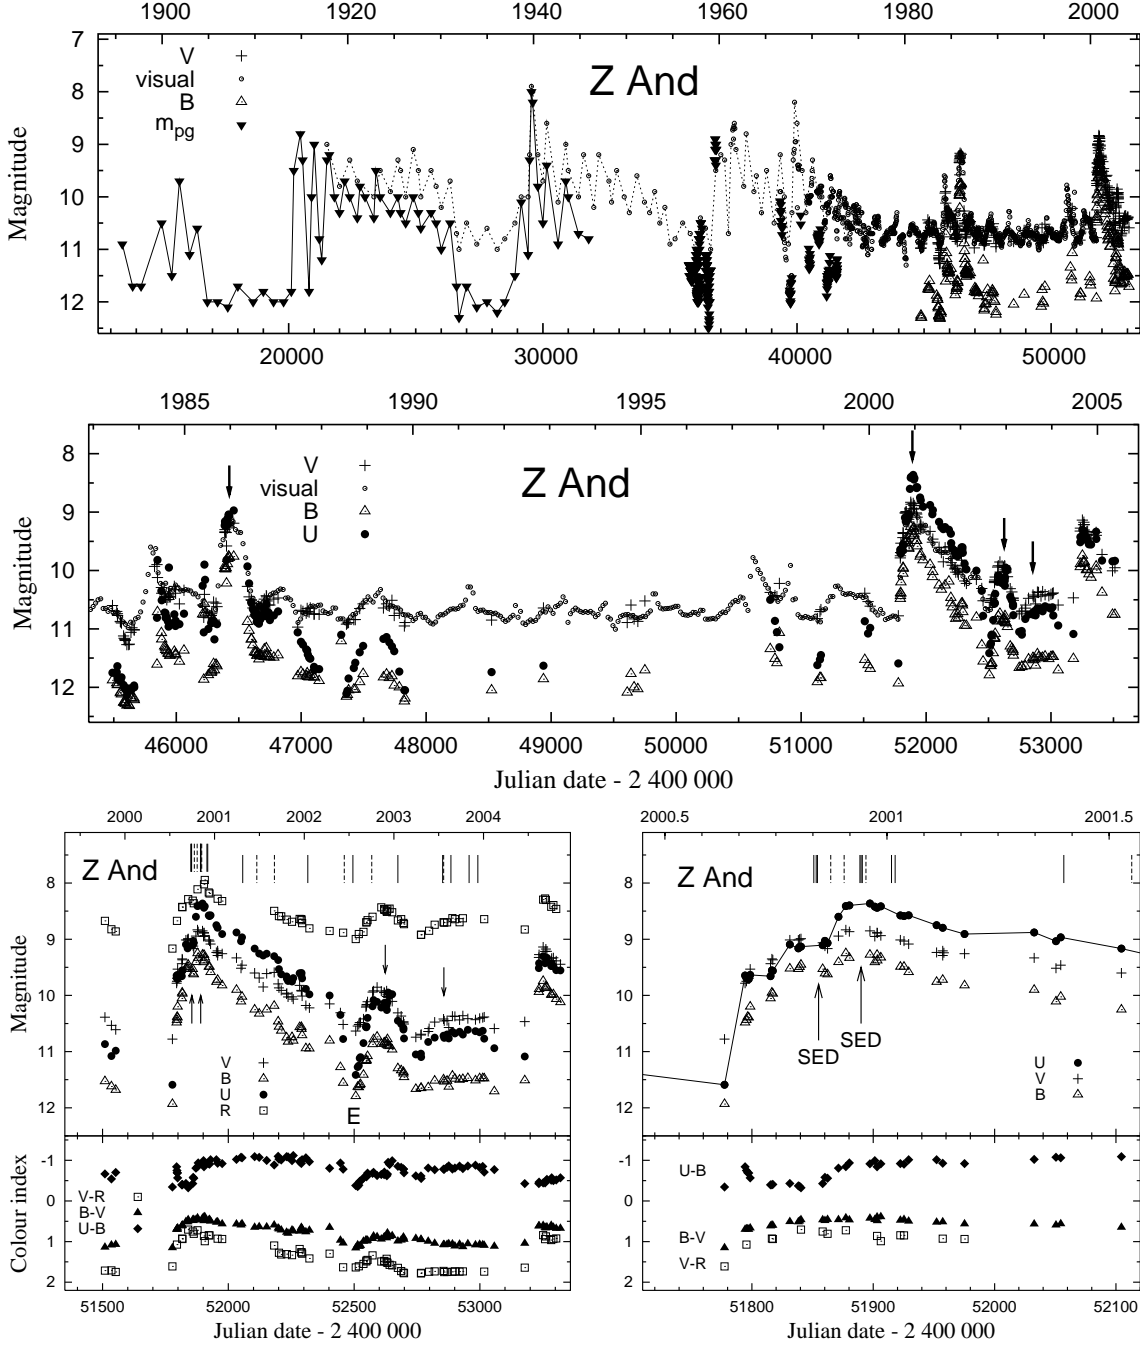 1900 1920 1940 1960 1980 2000
7
V
Z And
visual
8
B
m_pg
9
Magnitude
10
11
12
20000 30000 40000 50000
1985 1990 1995 2000 2005
8
V
visual
Z And
B
9
U
Magnitude
10
11
12
46000 47000 48000 49000 50000 51000 52000 53000
Julian date - 2 400 000
2000 2001 2002 2003 2004
Z And
8
9
Magnitude
10
11
V
B
U
R
E
12
-1
0
V-R
B-V
U-B
Colour index
1
2
51500 52000 52500 53000
Julian date - 2 400 000
2000.5 2001 2001.5
7
Z And
8
9
10
11
SED
SED
U
V
B
12
-1
U-B
0
B-V
1
V-R
2
51800 51900 52000 52100
Julian date - 2 400 000